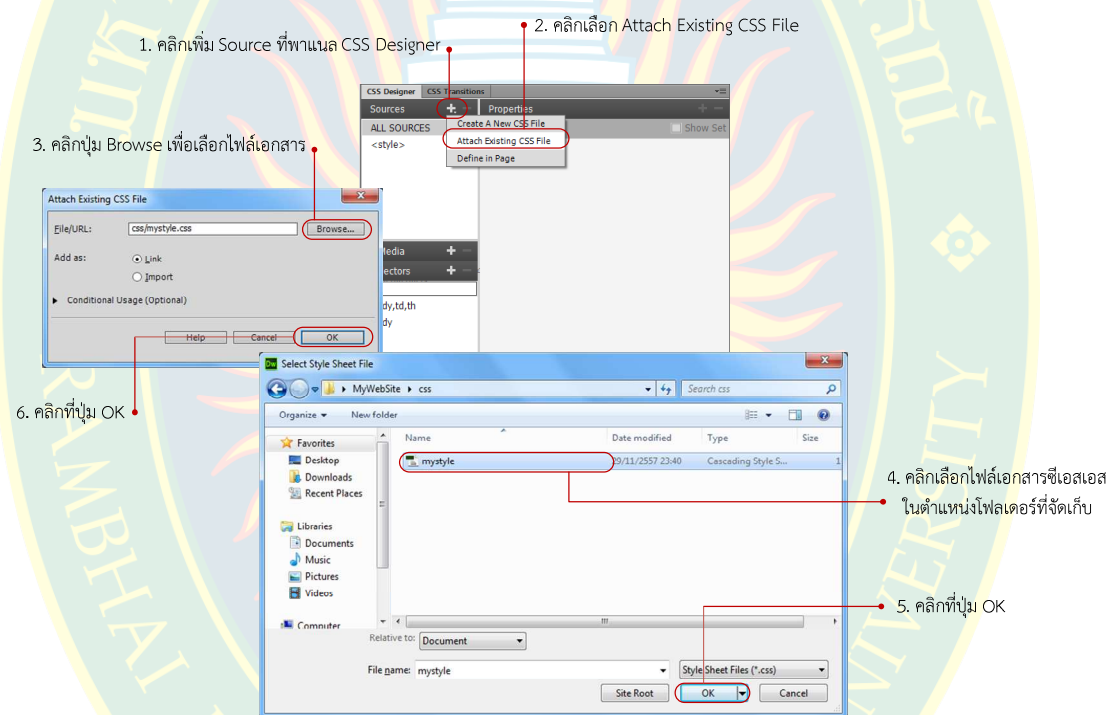 2. คลิกเลือก Attach Existing CSS File
1. คลิกเพิ่ม Source ที่พาแนล CSS Designer
CSS Designer
CSS Transitions
Sources
Properties
ALL SOURCES
Show Set
<style>
Create A New CSS File
Attach Existing CSS File
Define in Page
3. คลิกปุ่ม Browse เพื่อเลือกไฟล์เอกสาร
Attach Existing CSS File
File/URL:
css/mystyle.css
Browse...
Add as:
Link
Import
Conditional Usage (Optional)
Help
Cancel
OK
edia
ectors
dy,td,th
dy
6. คลิกที่ปุ่ม OK
Dw Select Style Sheet File
MyWebSite
css
Search css
Organize
New folder
Name
Date modified
Type
Size
mystyle
29/11/2557 23:40
Cascading Style S...
1
Favorites
Desktop
Downloads
Recent Places
Libraries
Documents
Music
Pictures
Videos
Computer
4. คลิกเลือกไฟล์เอกสารซีเอสเอส
ในตำแหน่งโฟลเดอร์ที่จัดเก็บ
5. คลิกที่ปุ่ม OK
Relative to:
Document
File name:
mystyle
Style Sheet Files (*.css)
Site Root
OK
Cancel
RAMBHAI
UNIVERSITY